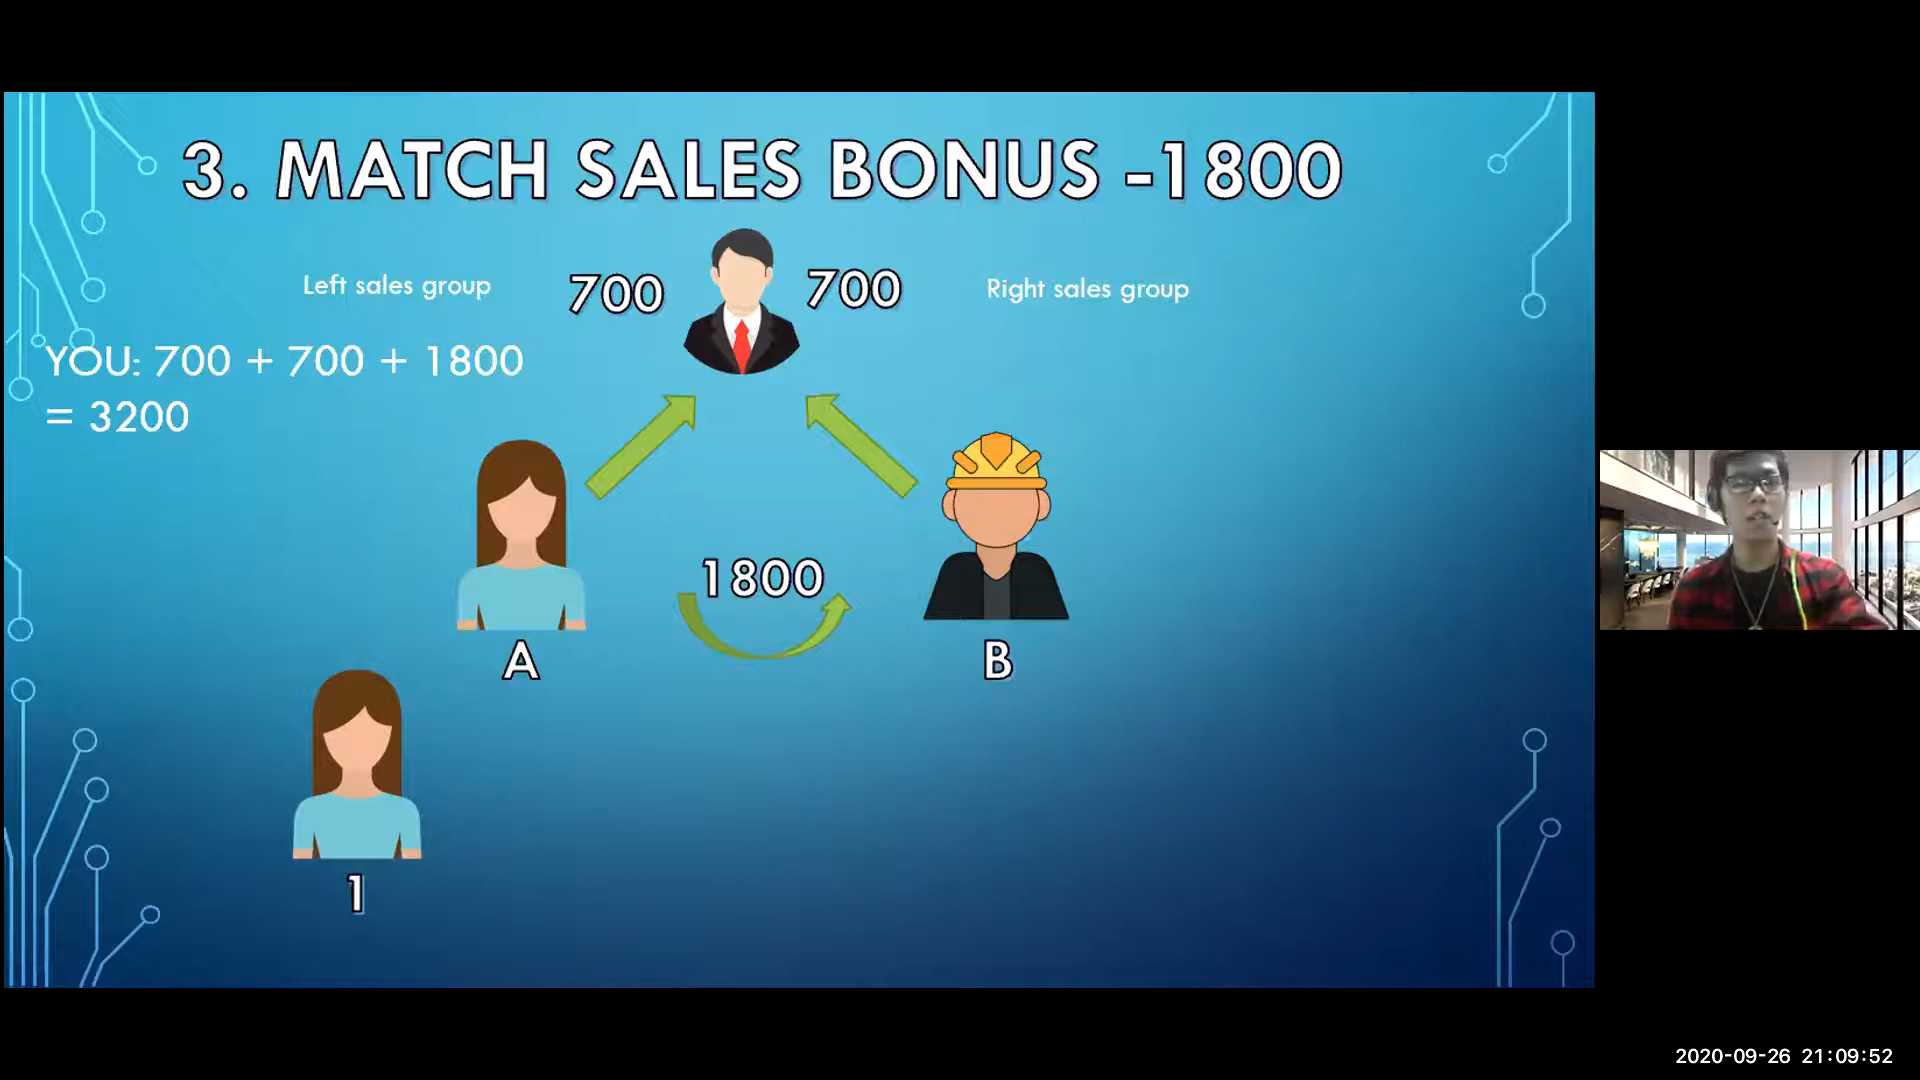 3. MATCH SALES BONUS -1800
Left sales group
700
700
Right sales group
YOU: 700 + 700 + 1800
= 3200
1800
A
B
1
2020-09-26 21:09:52